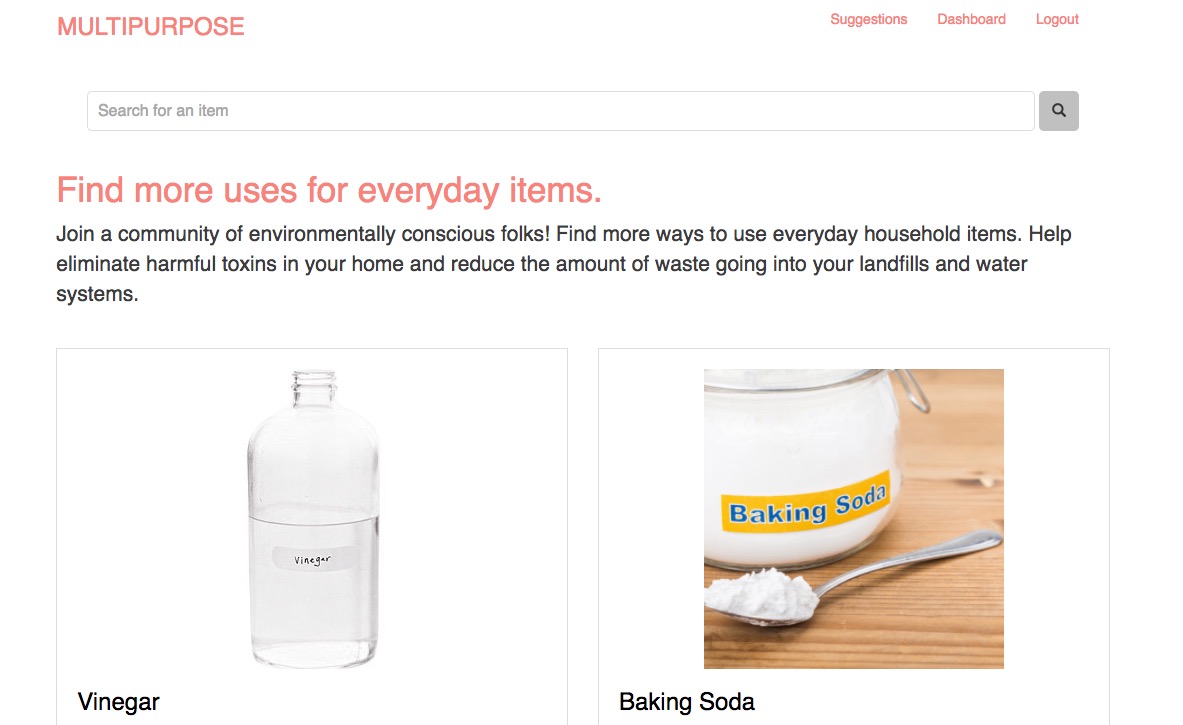 MULTIPURPOSE
Suggestions Dashboard Logout
Search for an item
Find more uses for everyday items.
Join a community of environmentally conscious folks! Find more ways to use everyday household items. Help
eliminate harmful toxins in your home and reduce the amount of waste going into your landfills and water
systems.
Vinegar
Baking Soda
Vinegar
Baking Soda